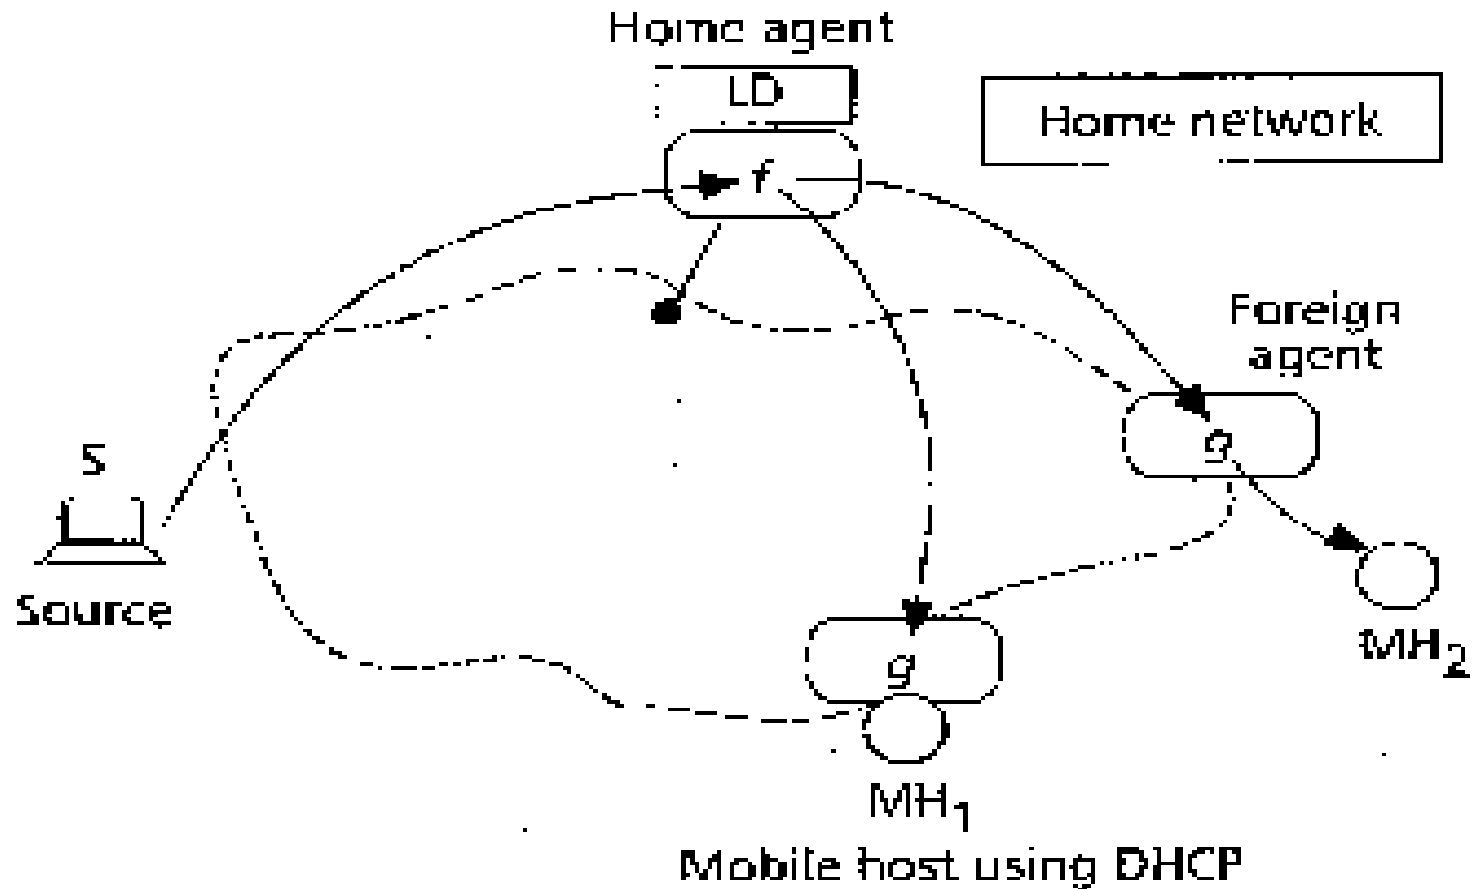 Home agent
LD
Home network
f
Foreign
agent
g
S
Source
MH2
g
MH1
Mobile host using DHCP